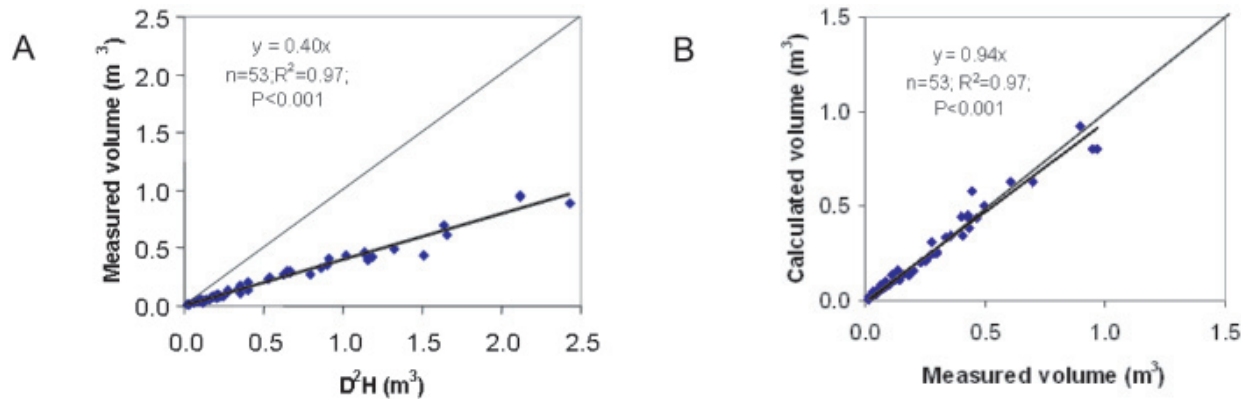 A
Measured volume (m³)
2.5
2.0
1.5
1.0
0.5
0.0
y = 0.40x
n=53;R²=0.97;
P<0.001
0.0 0.5 1.0 1.5 2.0 2.5
D²H (m³)
B
Calculated volume (m³)
1.5
1.0
0.5
0.0
y = 0.94x
n=53; R²=0.97;
P<0.001
0.0 0.5 1.0 1.5
Measured volume (m³)